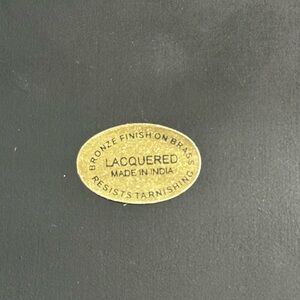 BRONZE FINISH ON BRASS
LACQUERED
MADE IN INDIA
RESISTS TARNISHING